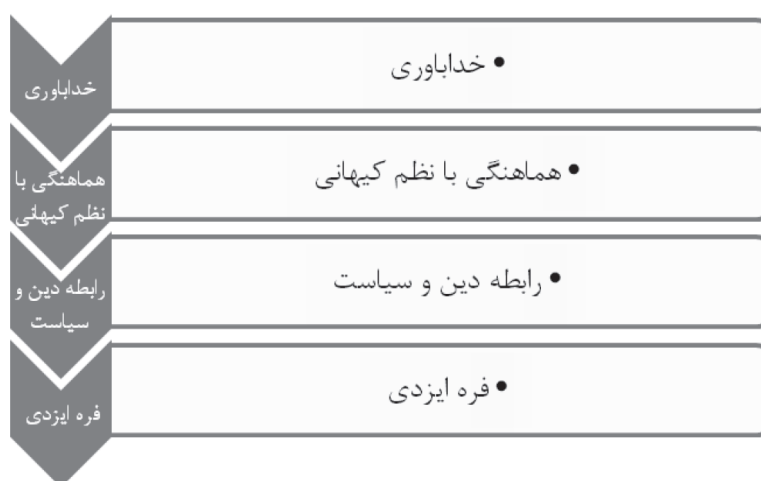 خداباوری
• خداباوری
هماهنگی با
نظم کیهانی
• هماهنگی با نظم کیهانی
رابطه دین و
سیاست
• رابطه دین و سیاست
فره ایزدی
• فره ایزدی